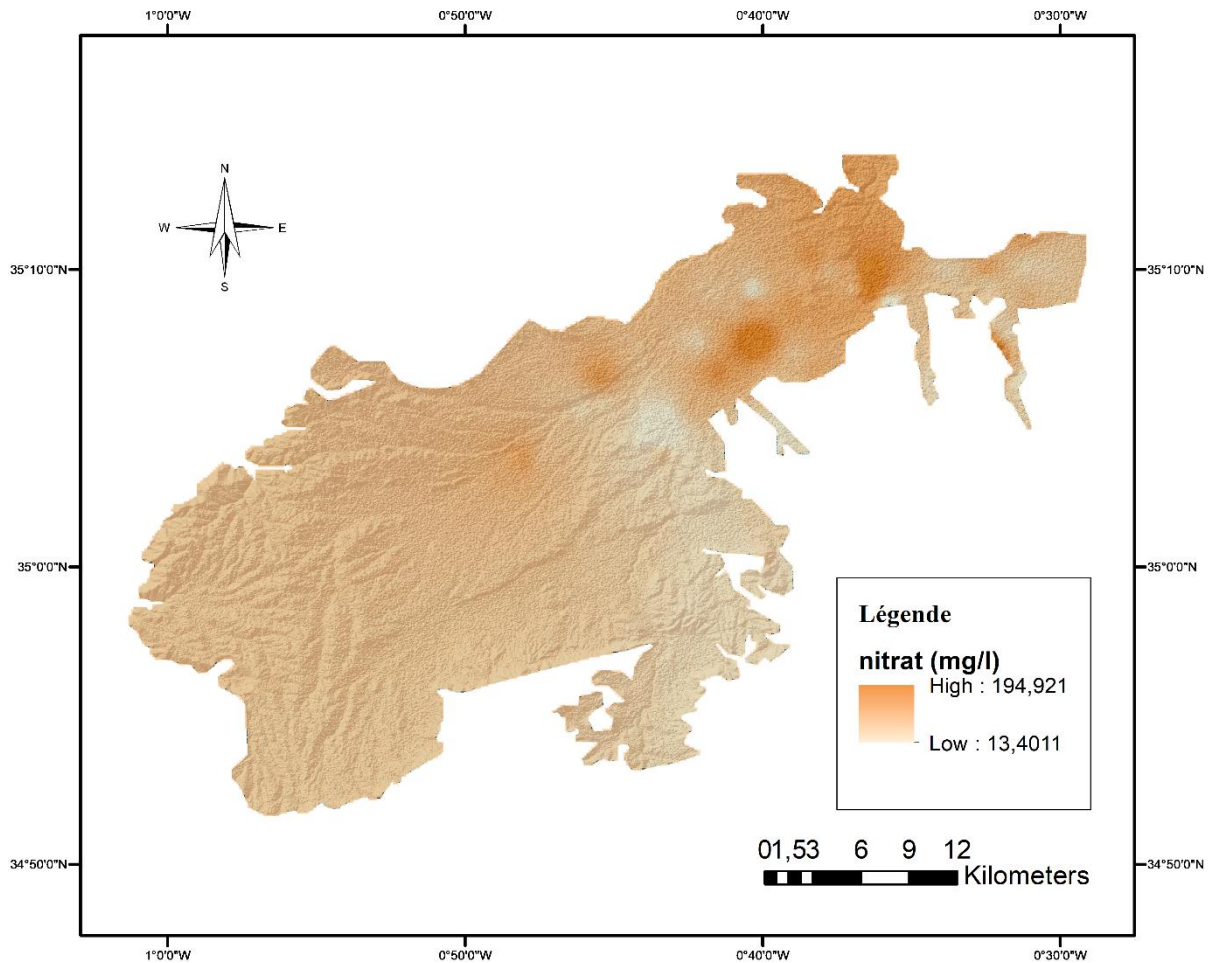 1°0'0"W 0°50'0"W 0°40'0"W 0°30'0"W
N
W E
S
35°10'0"N 35°10'0"N
35°0'0"N 35°0'0"N
Légende
nitrat (mg/l)
High : 194,921
Low : 13,4011
01,53 6 9 12
Kilometers
34°50'0"N 34°50'0"N
1°0'0"W 0°50'0"W 0°40'0"W 0°30'0"W